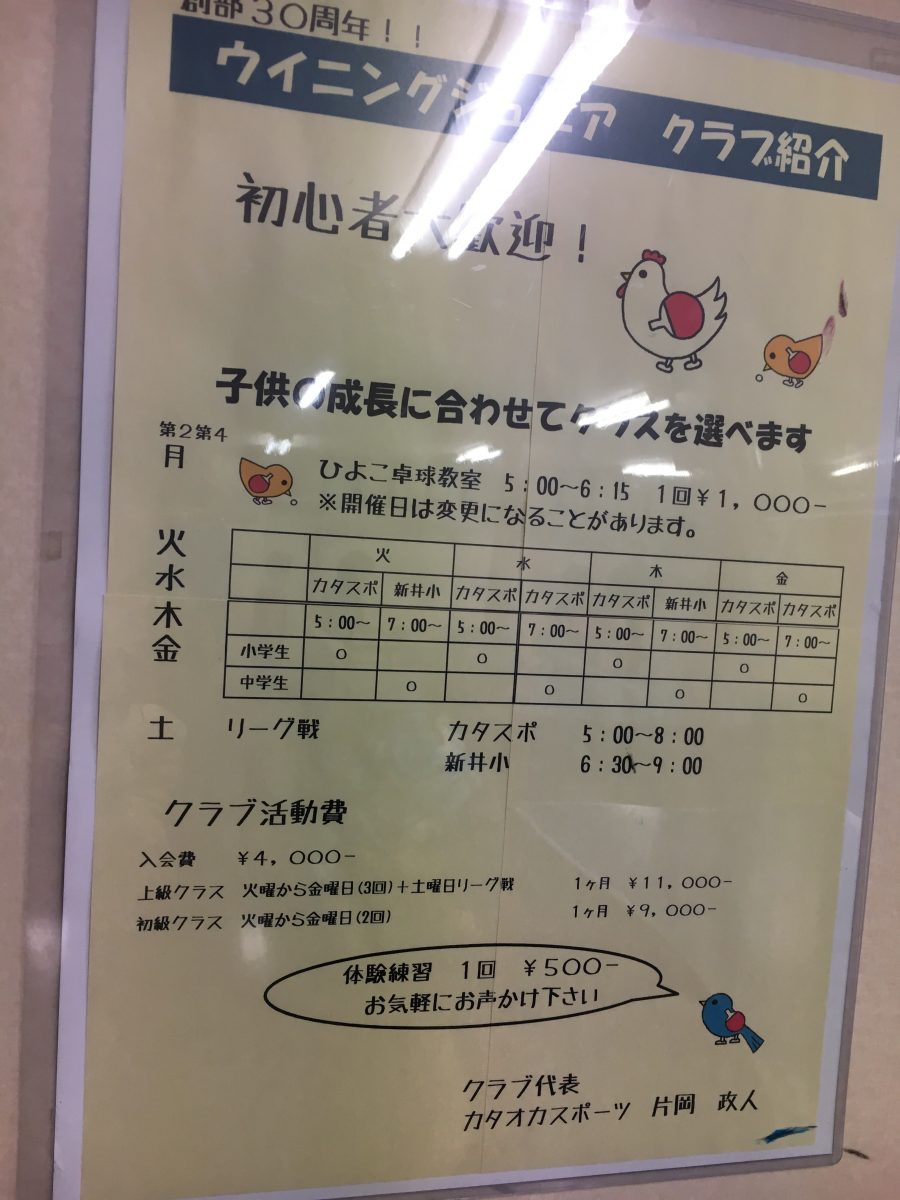 創部３０周年！！
ウイニングジュニア　クラブ紹介
初心者大歓迎！
子供の成長に合わせてクラスを選べます
第２第４
月
ひよこ卓球教室　５：００～６：１５　１回￥１，０００－
※開催日は変更になることがあります。
火
水
木
金
火　水　木　金
カタスポ　新井小　カタスポ　カタスポ　カタスポ　新井小　カタスポ　カタスポ
５：００～　７：００～　５：００～　７：００～　５：００～　７：００～　５：００～　７：００～
小学生　○　○　○　○
中学生　○　○　○　○
土　リーグ戦　カタスポ　５：００～８：００
新井小　６：３０～９：００
クラブ活動費
入会費　￥４，０００－
上級クラス　火曜から金曜日(3回)＋土曜日リーグ戦　１ヶ月　￥１１，０００－
初級クラス　火曜から金曜日(2回)　１ヶ月　￥９，０００－
体験練習　１回　￥５００－
お気軽にお声かけ下さい
クラブ代表
カタオカスポーツ　片岡　政人